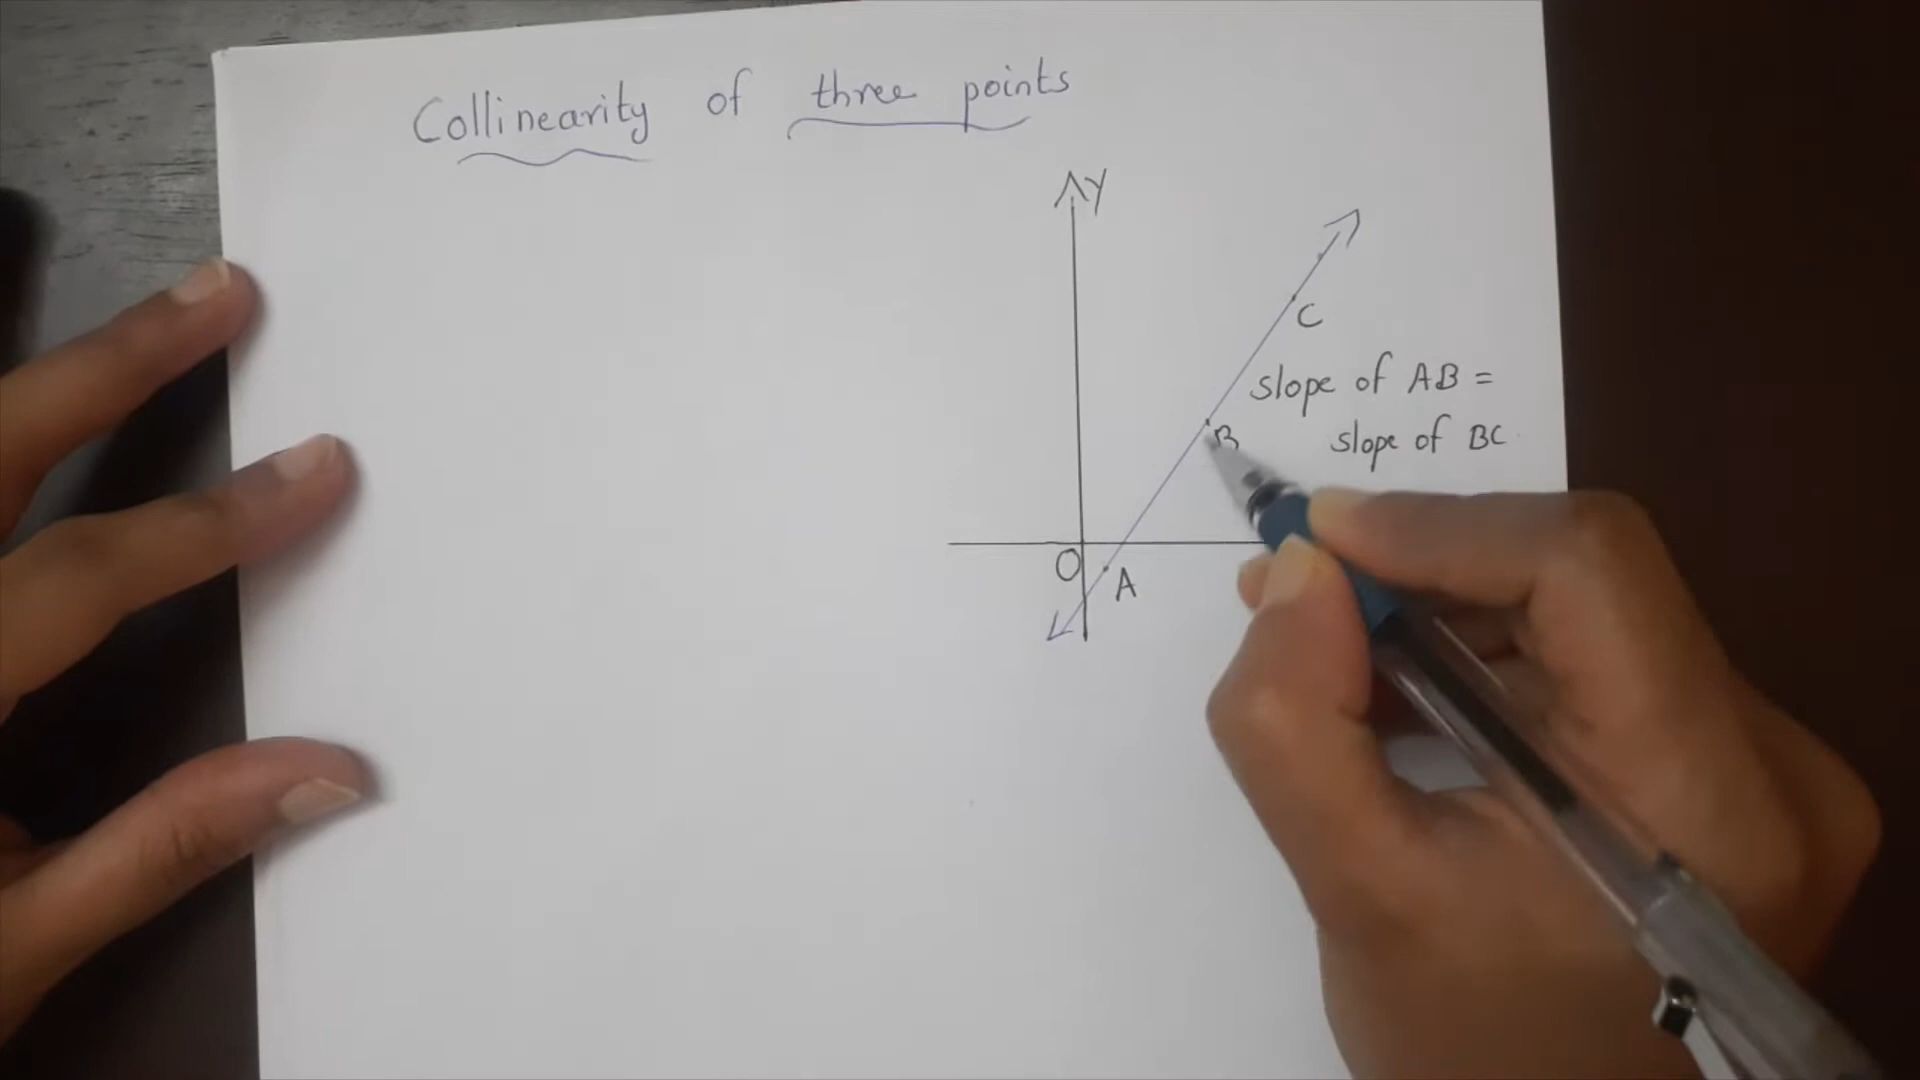 Collinearity of three points
Y
C
slope of AB =
B
slope of BC
O
A